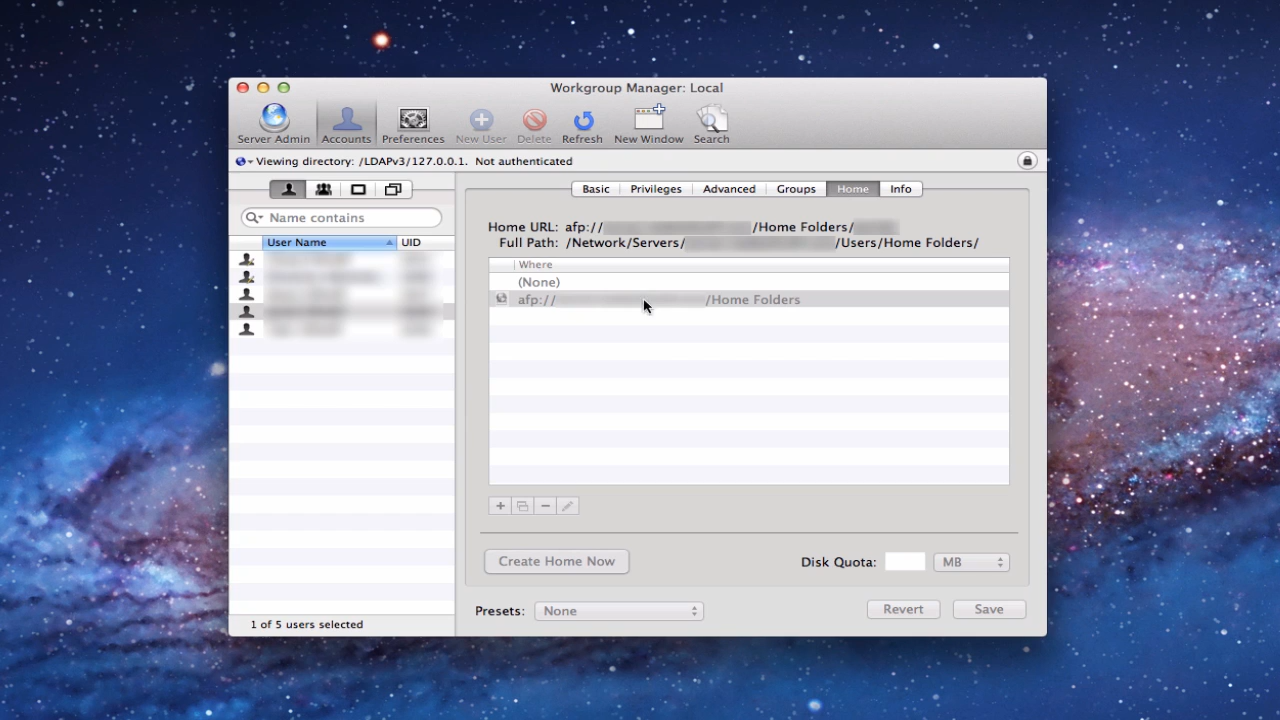 Workgroup Manager: Local
Server Admin Accounts Preferences New User Delete Refresh New Window Search
Viewing directory: /LDAPv3/127.0.0.1. Not authenticated
Basic Privileges Advanced Groups Home Info
Name contains
User Name UID
Home URL: afp:// /Home Folders/
Full Path: /Network/Servers/ /Users/Home Folders/
Where
(None)
afp:// /Home Folders
Create Home Now
Disk Quota: MB
Presets: None
Revert Save
1 of 5 users selected